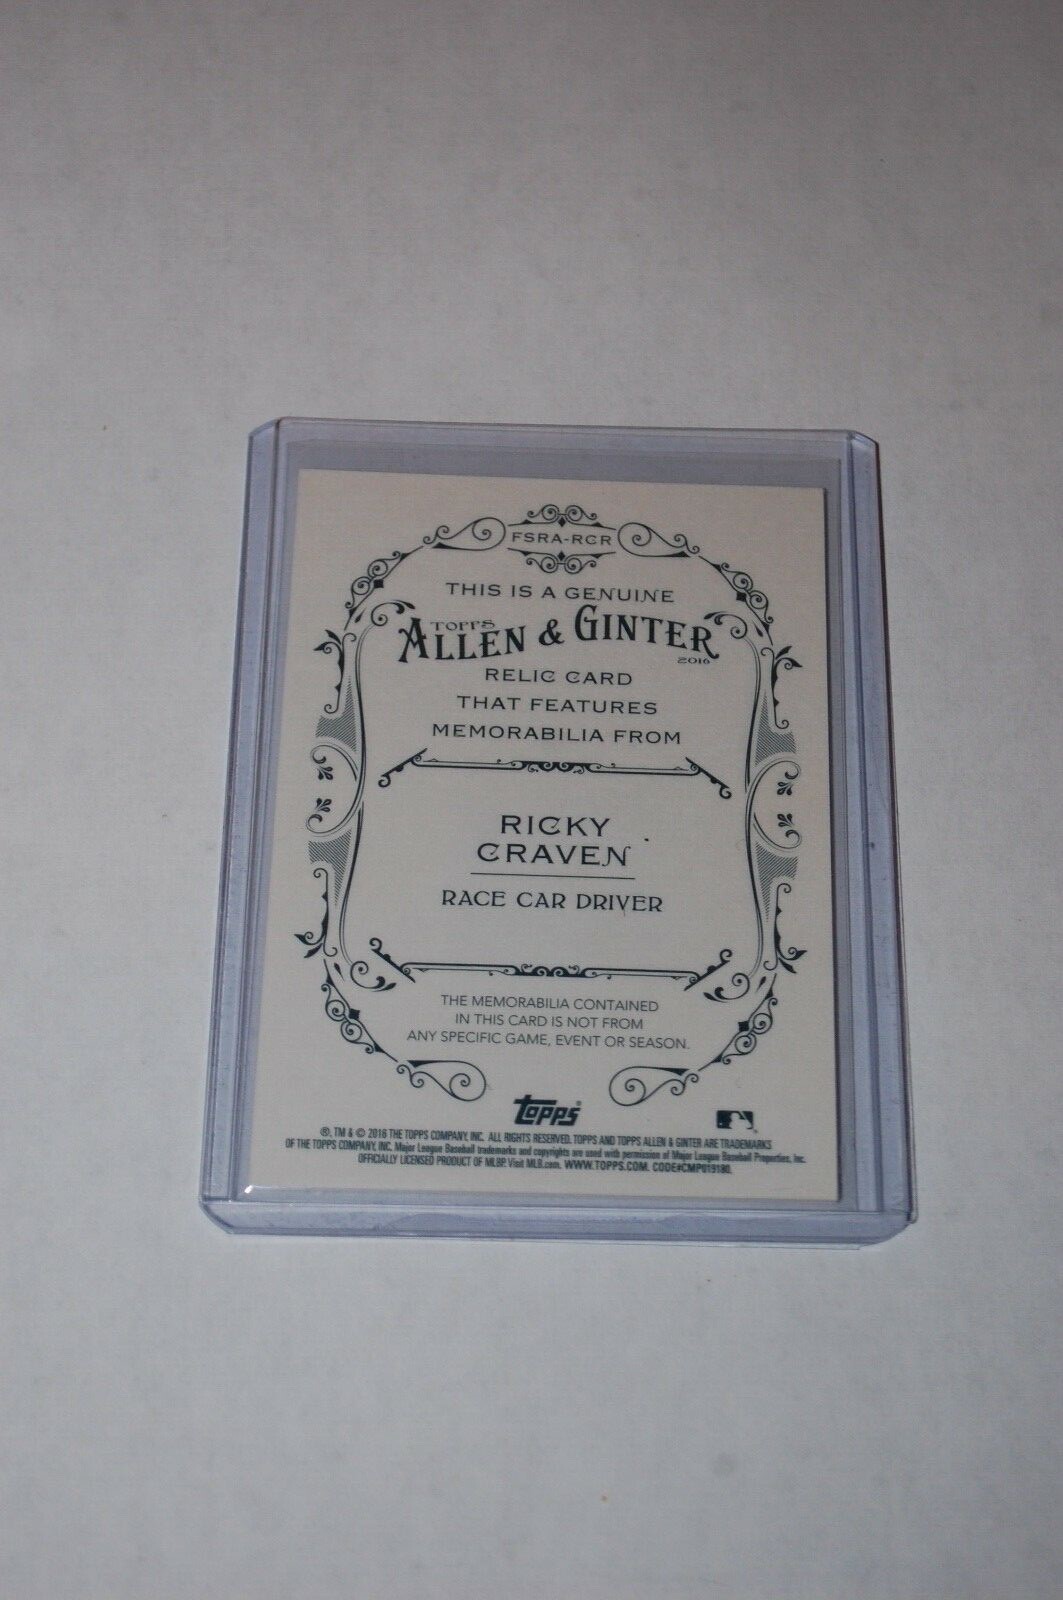 FSRA-RCR
THIS IS A GENUINE
TOPPS
ALLEN & GINTER
2016
RELIC CARD
THAT FEATURES
MEMORABILIA FROM
RICKY
CRAVEN
RACE CAR DRIVER
THE MEMORABILIA CONTAINED
IN THIS CARD IS NOT FROM
ANY SPECIFIC GAME, EVENT OR SEASON.
Topps®
®, TM & © 2016 THE TOPPS COMPANY, INC. ALL RIGHTS RESERVED. TOPPS AND TOPPS ALLEN & GINTER ARE TRADEMARKS
OF THE TOPPS COMPANY, INC. Major League Baseball trademarks and copyrights are used with permission of Major League Baseball Properties, Inc.
OFFICIALLY LICENSED PRODUCT OF MLBP. Visit MLB.com. WWW.TOPPS.COM. CODE#CMP019180.